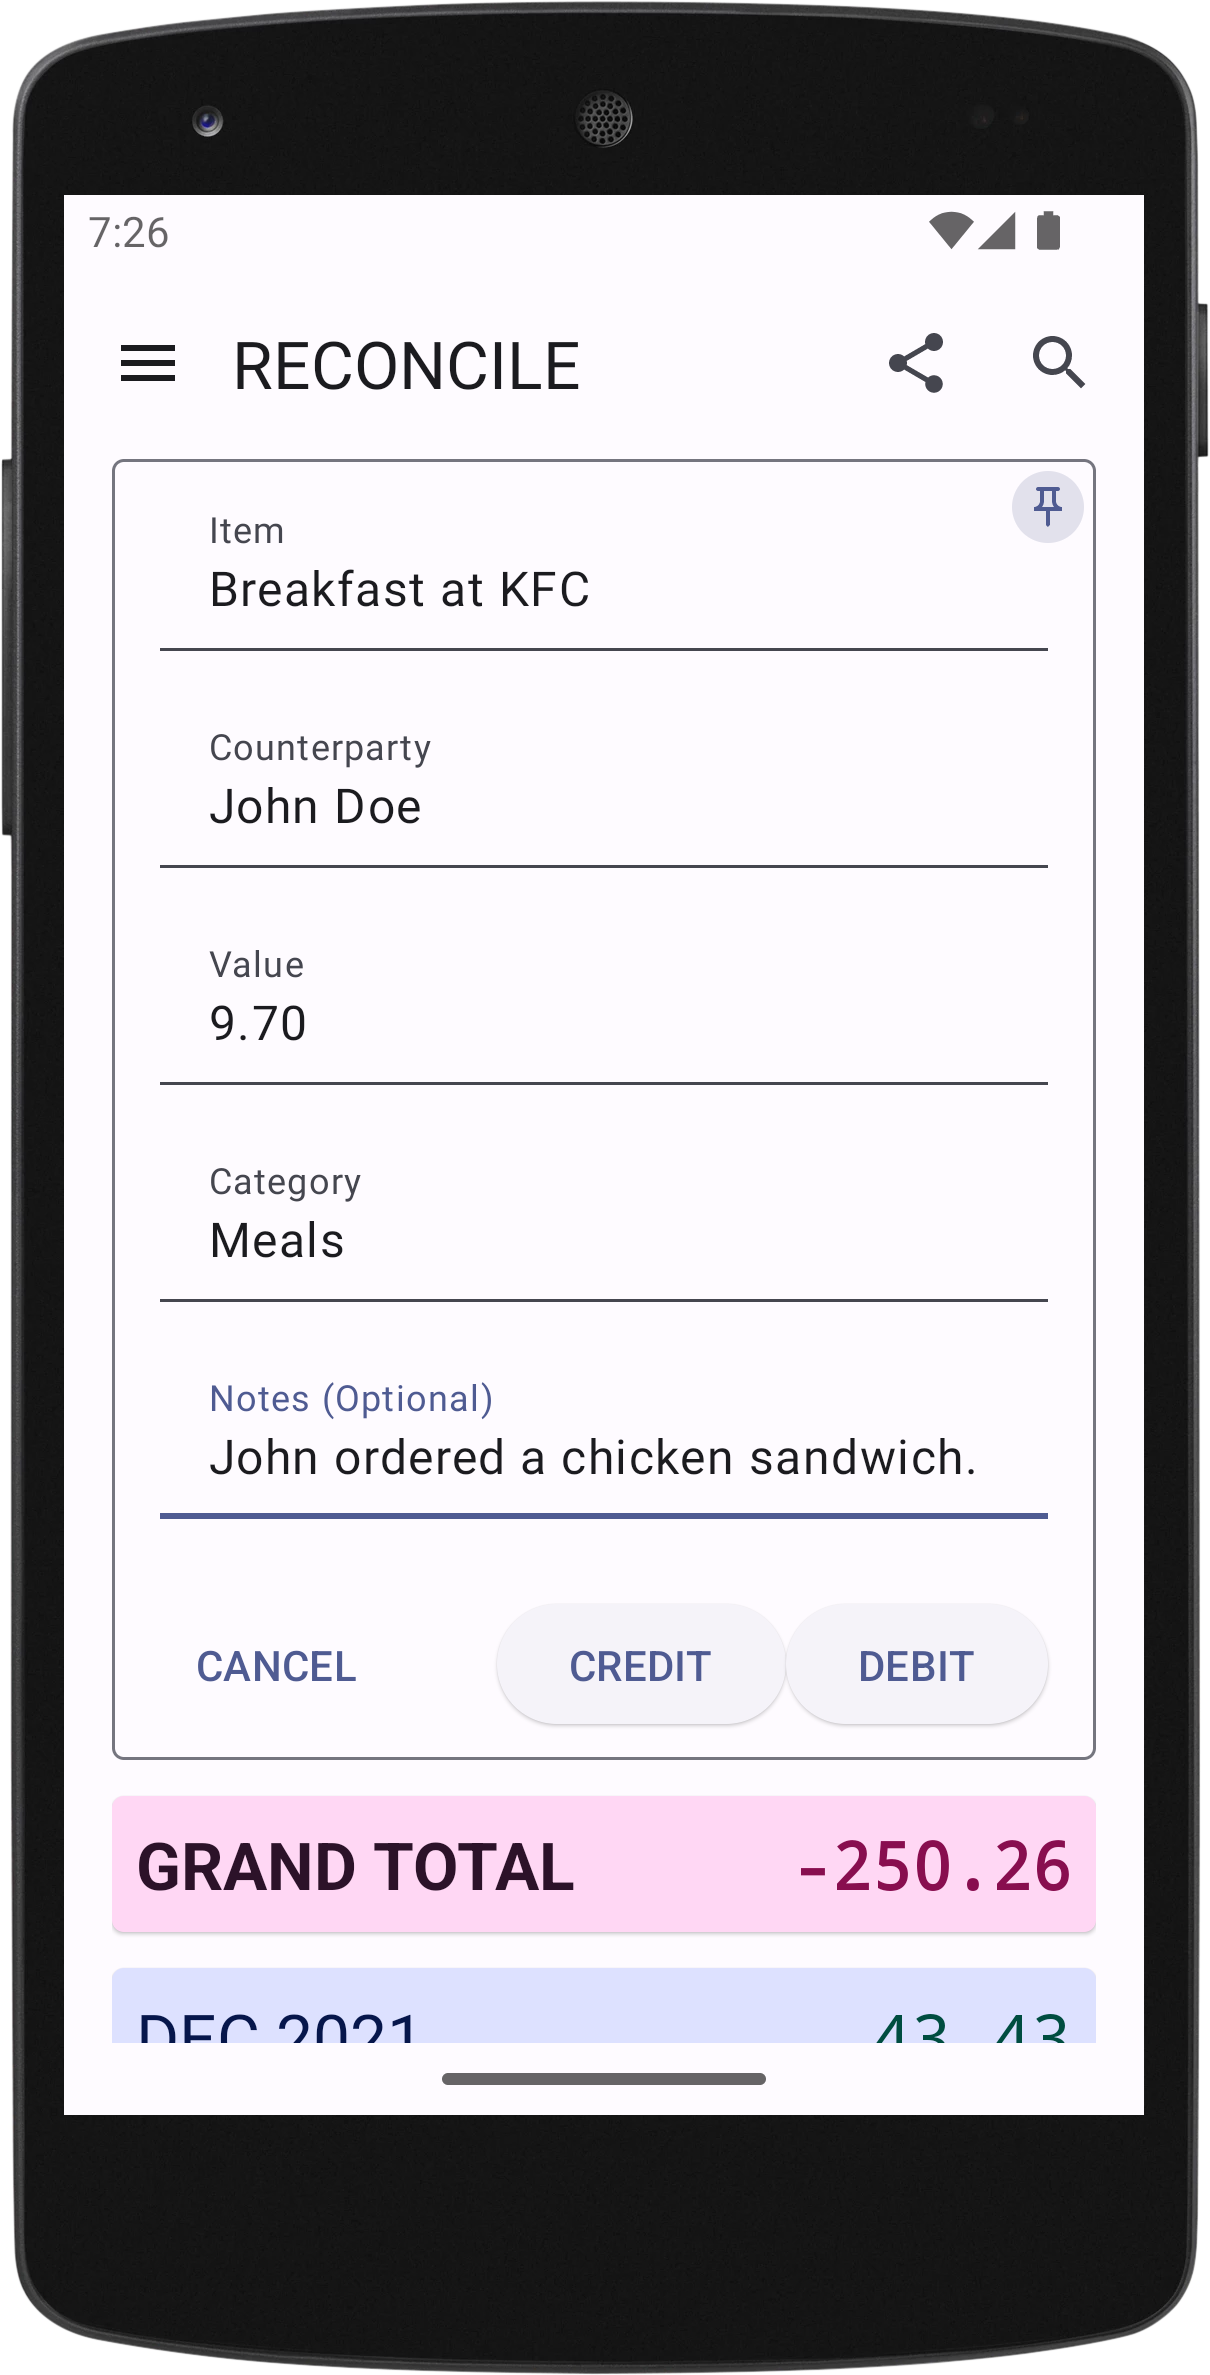 7:26
RECONCILE
Item
Breakfast at KFC
Counterparty
John Doe
Value
9.70
Category
Meals
Notes (Optional)
John ordered a chicken sandwich.
CANCEL CREDIT DEBIT
GRAND TOTAL -250.26
DEC 2021 43.43